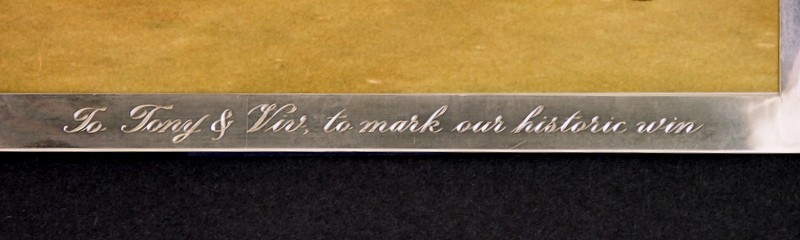 To Tony & Viv, to mark our historic win